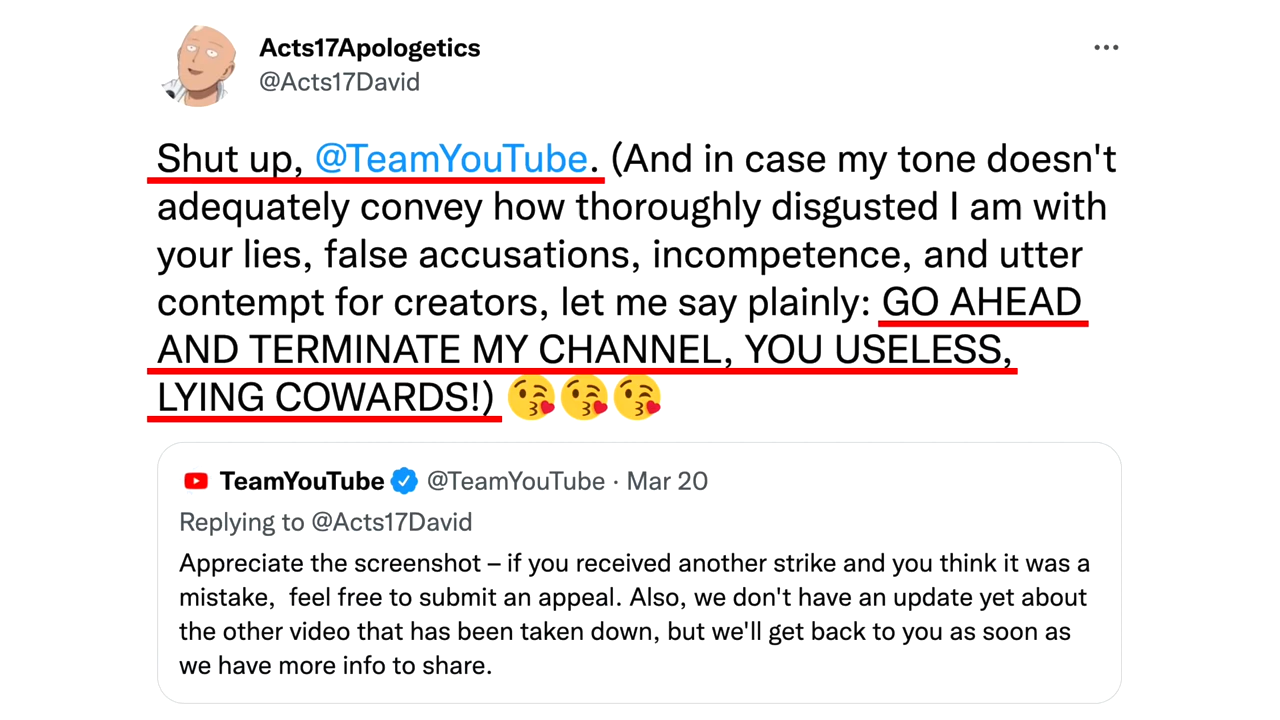 Acts17Apologetics
@Acts17David
Shut up, @TeamYouTube. (And in case my tone doesn't
adequately convey how thoroughly disgusted I am with
your lies, false accusations, incompetence, and utter
contempt for creators, let me say plainly: GO AHEAD
AND TERMINATE MY CHANNEL, YOU USELESS,
LYING COWARDS!) 😘😘😘
TeamYouTube @TeamYouTube · Mar 20
Replying to @Acts17David
Appreciate the screenshot – if you received another strike and you think it was a
mistake,  feel free to submit an appeal. Also, we don't have an update yet about
the other video that has been taken down, but we'll get back to you as soon as
we have more info to share.